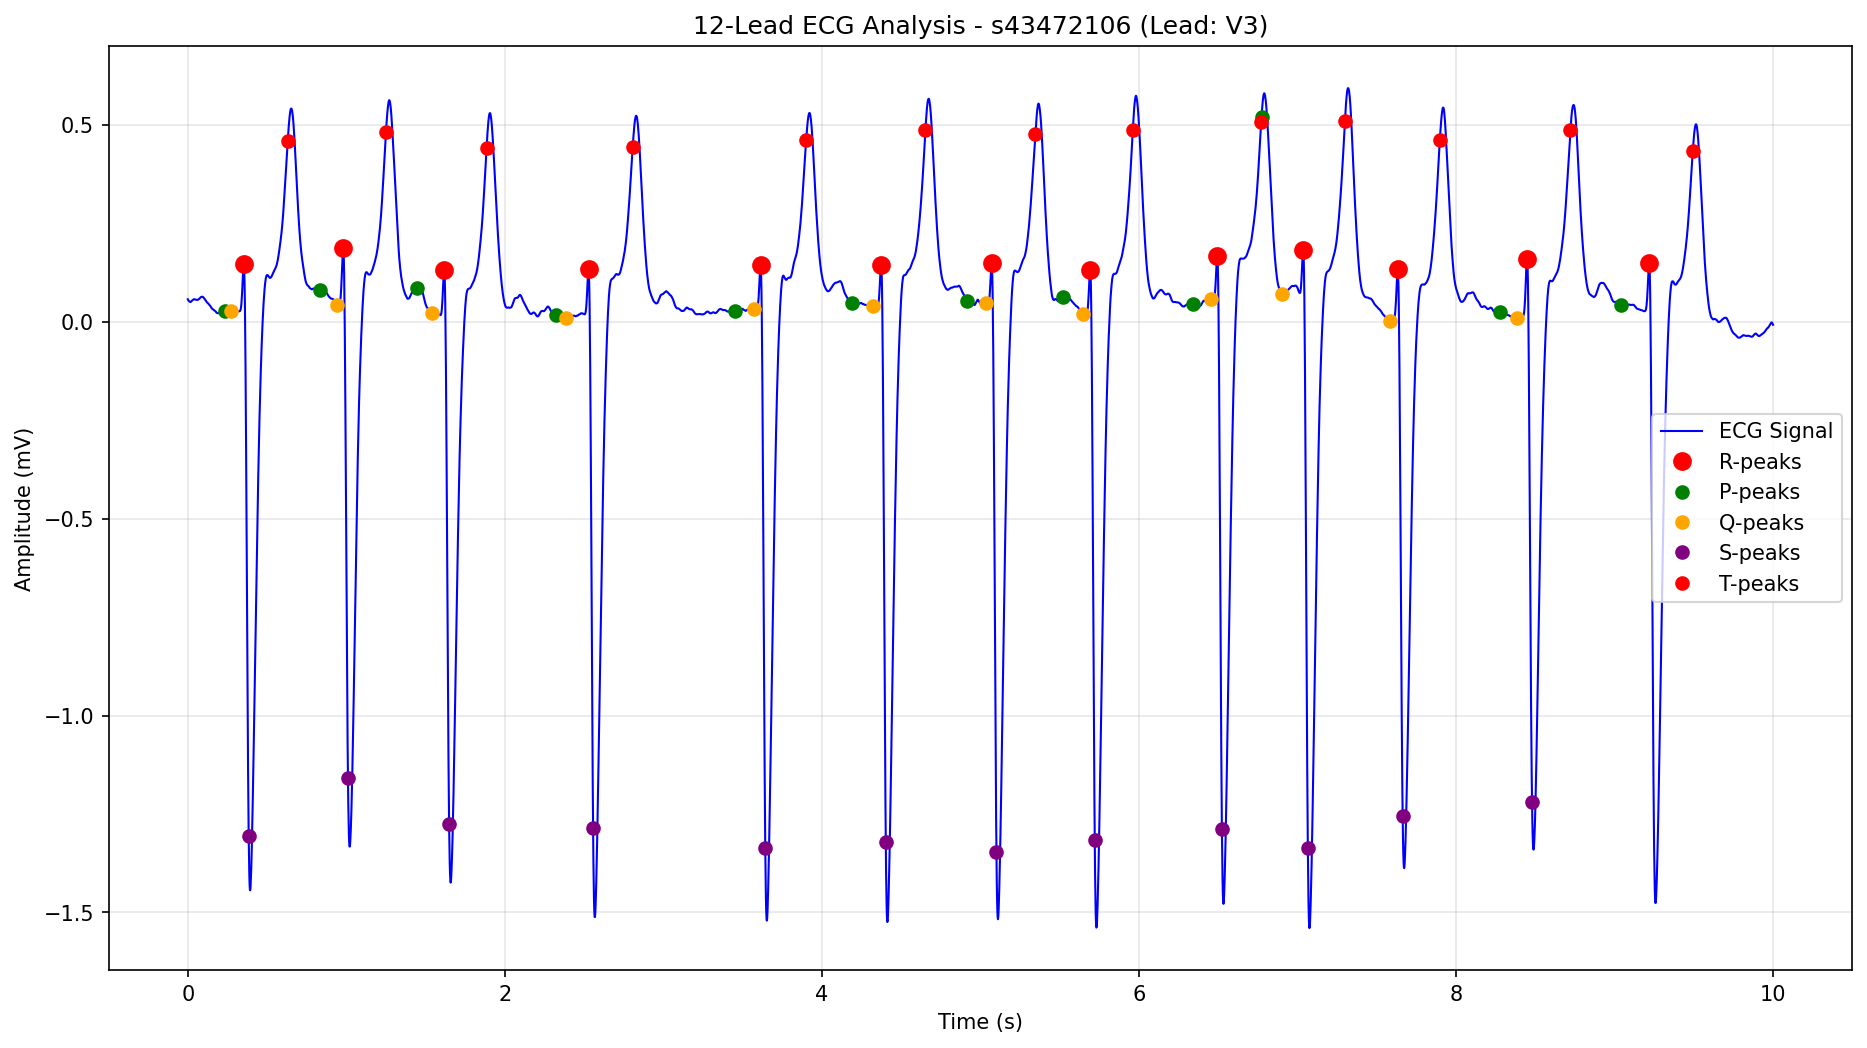 12-Lead ECG Analysis - s43472106 (Lead: V3)
Amplitude (mV)
0.5
0.0
−0.5
−1.0
−1.5
ECG Signal
R-peaks
P-peaks
Q-peaks
S-peaks
T-peaks
0 2 4 6 8 10
Time (s)